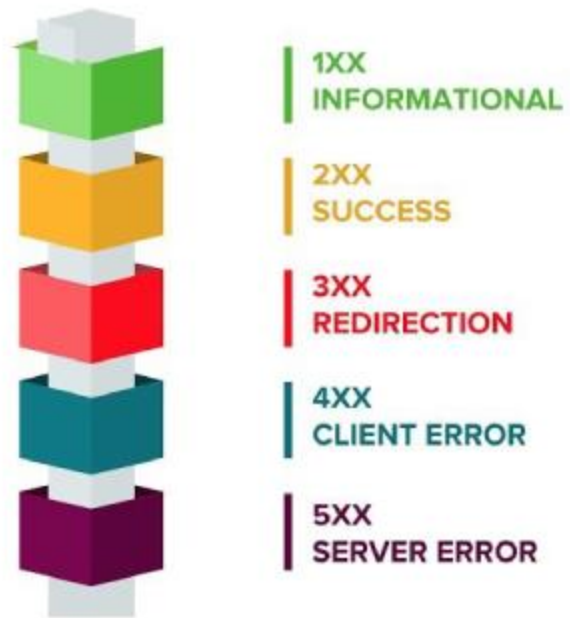 1XX
INFORMATIONAL
2XX
SUCCESS
3XX
REDIRECTION
4XX
CLIENT ERROR
5XX
SERVER ERROR